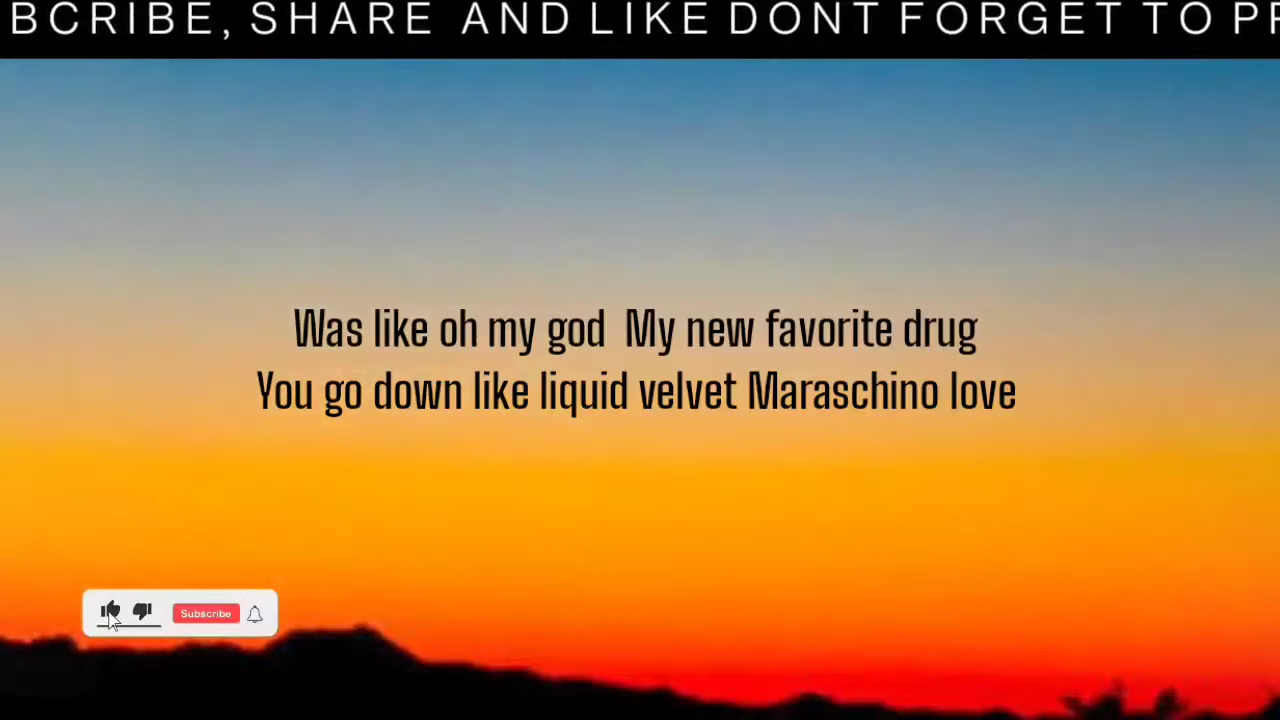 BCRIBE, SHARE AND LIKE DONT FORGET TO
Was like oh my god  My new favorite drug
You go down like liquid velvet Maraschino love
Subscribe